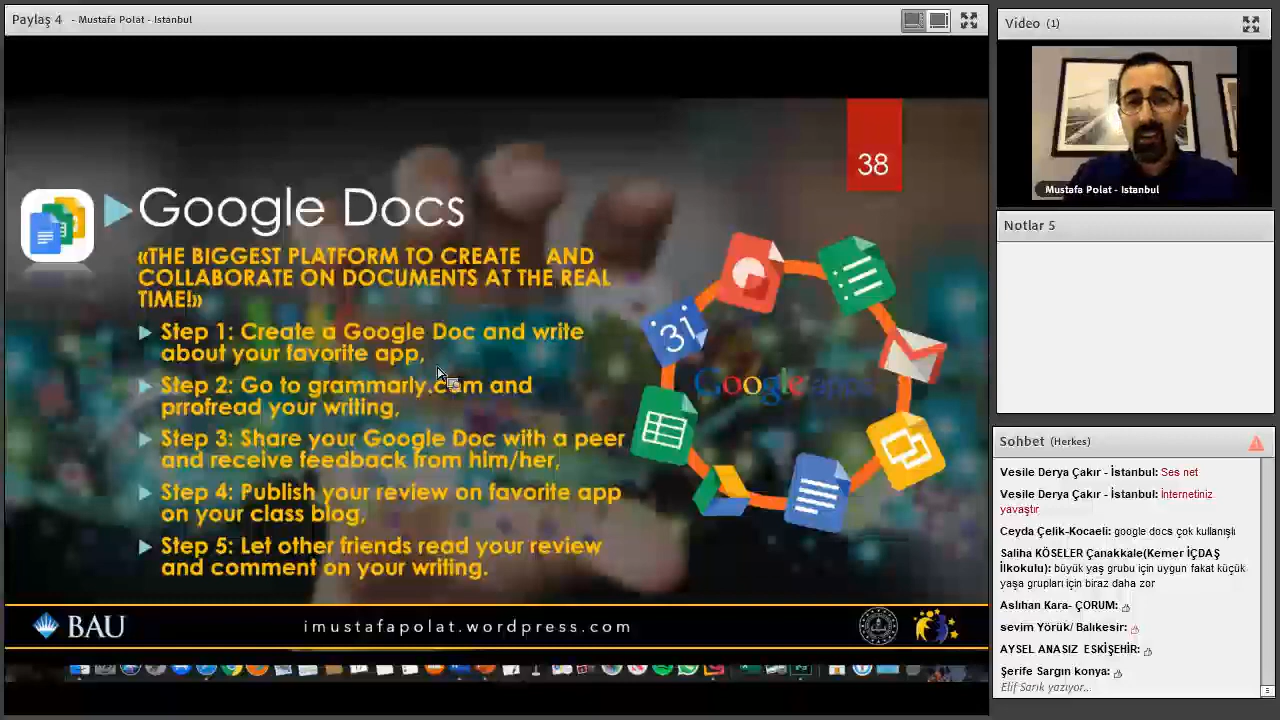 Paylaş 4 - Mustafa Polat - Istanbul
38
Google Docs
«THE BIGGEST PLATFORM TO CREATE AND
COLLABORATE ON DOCUMENTS AT THE REAL
TIME!»
Step 1: Create a Google Doc and write
about your favorite app,
Step 2: Go to grammarly.com and
prrofread your writing,
Step 3: Share your Google Doc with a peer
and receive feedback from him/her,
Step 4: Publish your review on favorite app
on your class blog,
Step 5: Let other friends read your review
and comment on your writing.
31
Google apps
BAU
imustafapolat.wordpress.com
Video (1)
Mustafa Polat - Istanbul
Notlar 5
Sohbet (Herkes)
Vesile Derya Çakır - İstanbul: Ses net
Vesile Derya Çakır - İstanbul: İnternetiniz
yavaştır
Ceyda Çelik-Kocaeli: google docs çok kullanışlı
Saliha KÖSELER Çanakkale(Kemer İÇDAŞ
İlkokulu): büyük yaş grubu için uygun fakat küçük
yaşa grupları için biraz daha zor
Aslıhan Kara- ÇORUM:
sevim Yörük/ Balıkesir:
AYSEL ANASIZ ESKİŞEHİR:
Şerife Sargın konya:
Elif Sarık yazıyor...